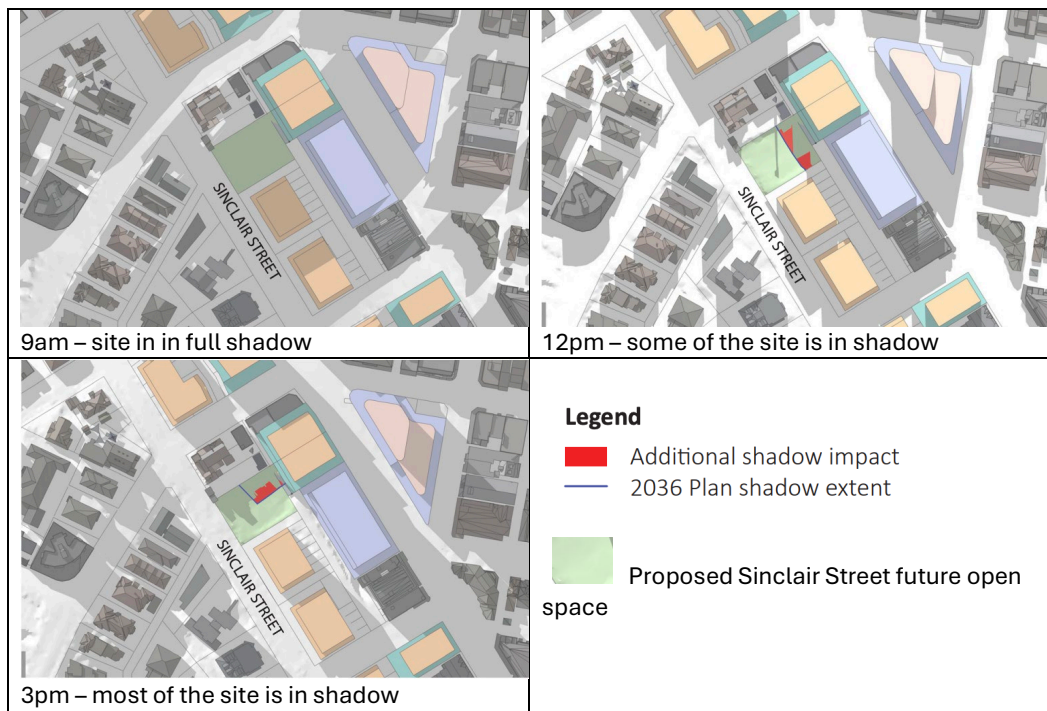 SINCLAIR STREET
9am – site in in full shadow
SINCLAIR STREET
12pm – some of the site is in shadow
SINCLAIR STREET
3pm – most of the site is in shadow
Legend
Additional shadow impact
2036 Plan shadow extent
Proposed Sinclair Street future open
space